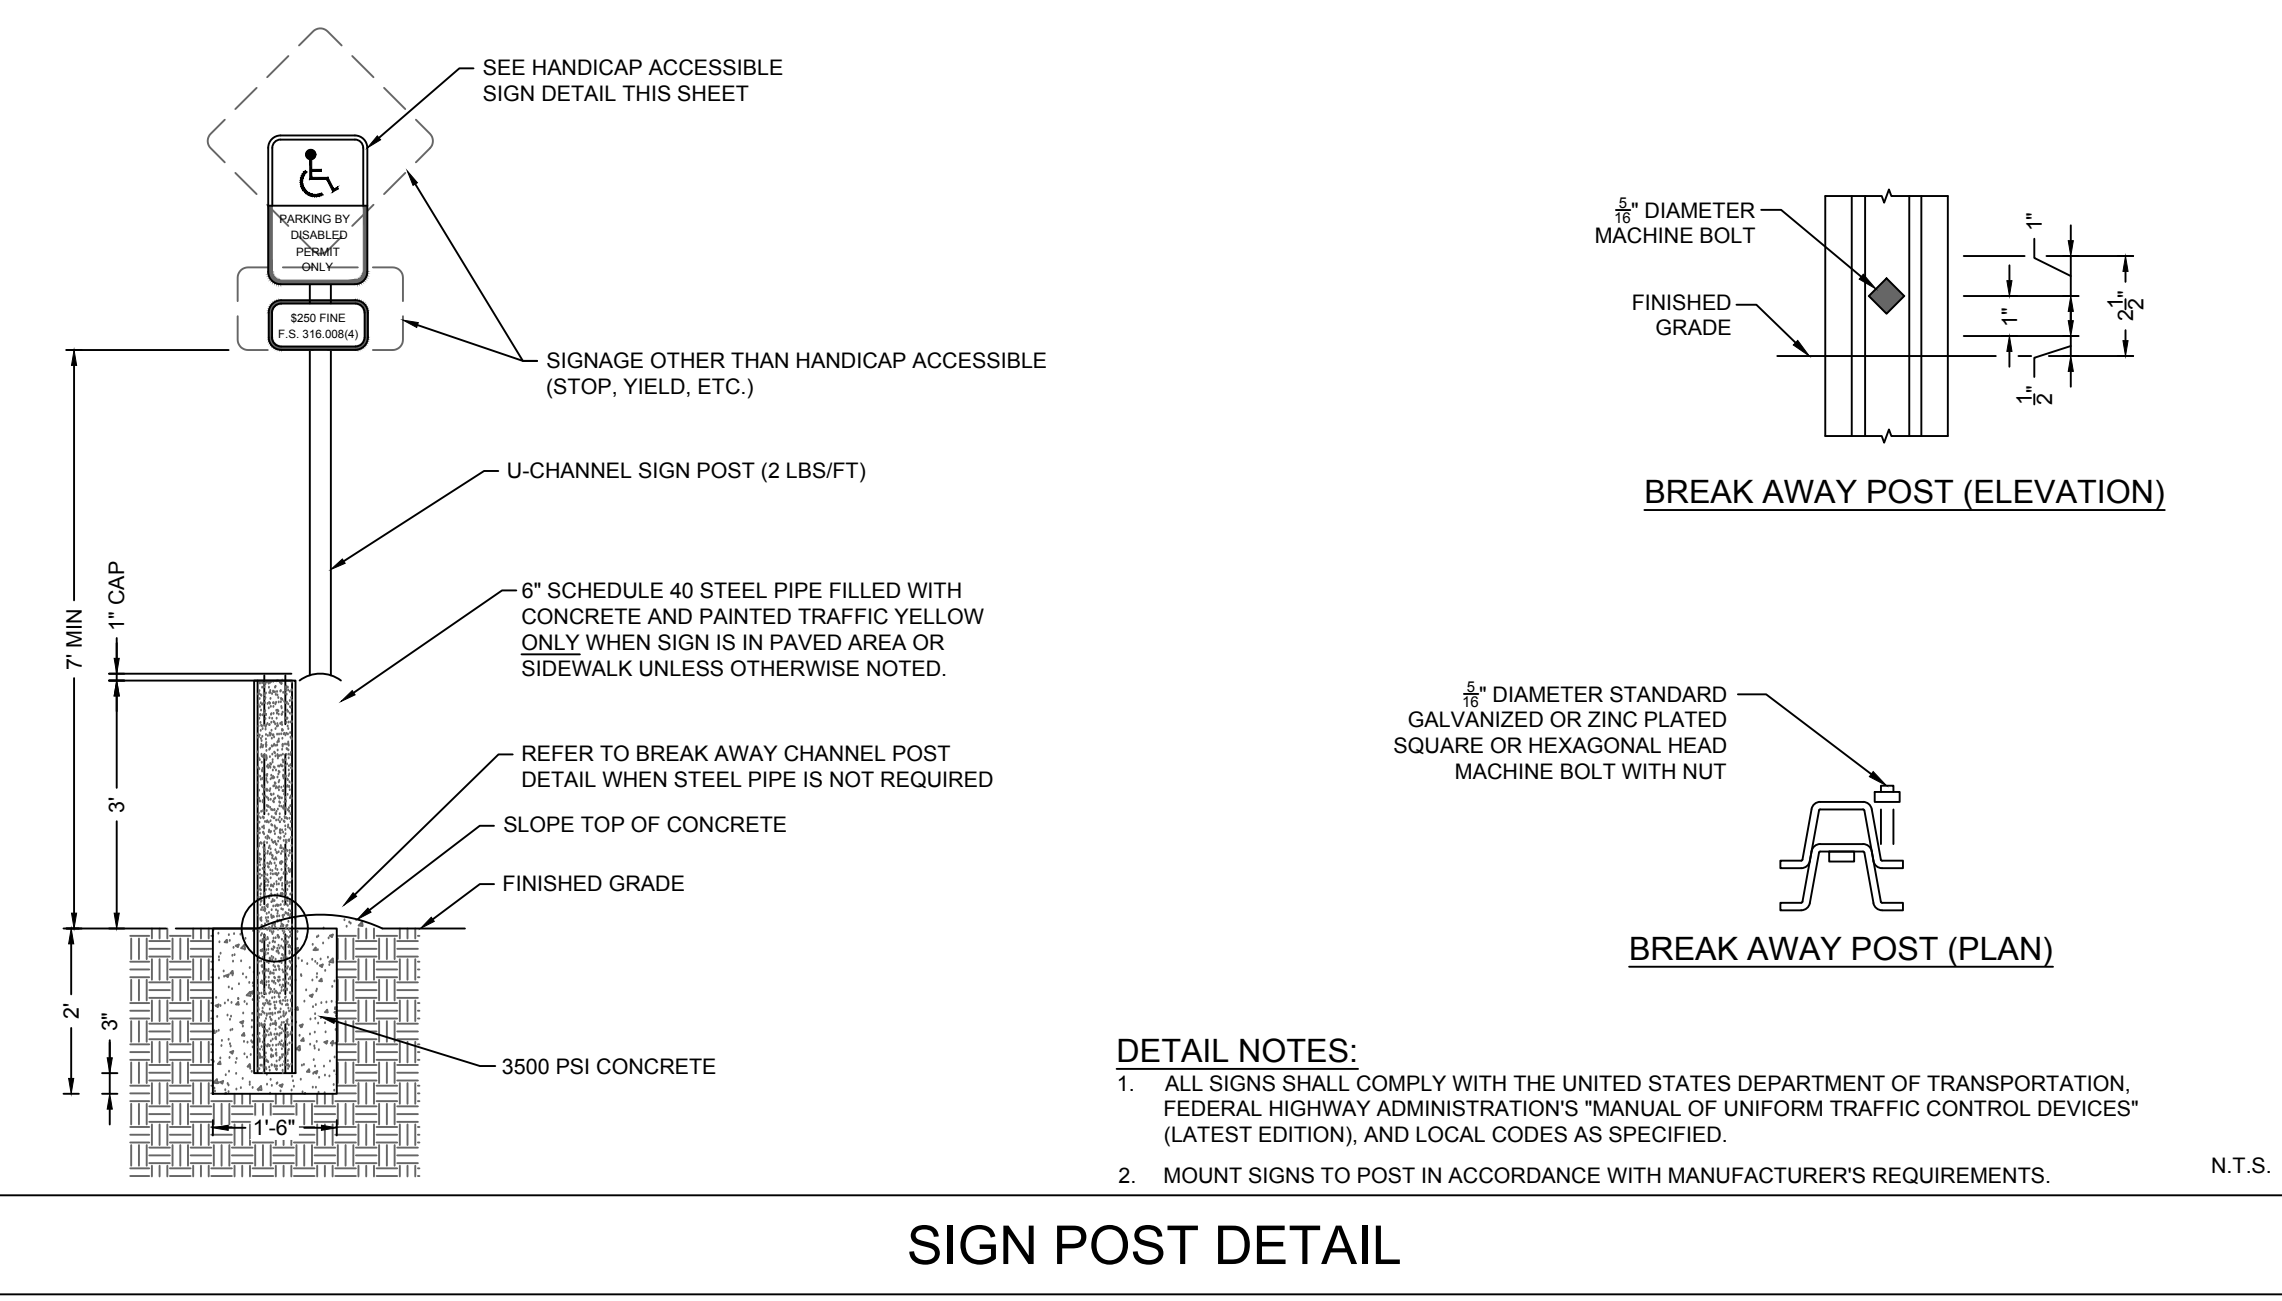 SEE HANDICAP ACCESSIBLE
SIGN DETAIL THIS SHEET
PARKING BY
DISABLED
PERMIT
ONLY
$250 FINE
F.S. 316.008(4)
SIGNAGE OTHER THAN HANDICAP ACCESSIBLE
(STOP, YIELD, ETC.)
U-CHANNEL SIGN POST (2 LBS/FT)
6" SCHEDULE 40 STEEL PIPE FILLED WITH
CONCRETE AND PAINTED TRAFFIC YELLOW
ONLY WHEN SIGN IS IN PAVED AREA OR
SIDEWALK UNLESS OTHERWISE NOTED.
7' MIN
1" CAP
3'
REFER TO BREAK AWAY CHANNEL POST
DETAIL WHEN STEEL PIPE IS NOT REQUIRED
SLOPE TOP OF CONCRETE
FINISHED GRADE
2'
3"
3500 PSI CONCRETE
1'-6"
5/16" DIAMETER
MACHINE BOLT
FINISHED
GRADE
1"
1"
2 1/2"
1/2"
BREAK AWAY POST (ELEVATION)
5/16" DIAMETER STANDARD
GALVANIZED OR ZINC PLATED
SQUARE OR HEXAGONAL HEAD
MACHINE BOLT WITH NUT
BREAK AWAY POST (PLAN)
DETAIL NOTES:
1. ALL SIGNS SHALL COMPLY WITH THE UNITED STATES DEPARTMENT OF TRANSPORTATION,
FEDERAL HIGHWAY ADMINISTRATION'S "MANUAL OF UNIFORM TRAFFIC CONTROL DEVICES"
(LATEST EDITION), AND LOCAL CODES AS SPECIFIED.
2. MOUNT SIGNS TO POST IN ACCORDANCE WITH MANUFACTURER'S REQUIREMENTS.
N.T.S.
SIGN POST DETAIL